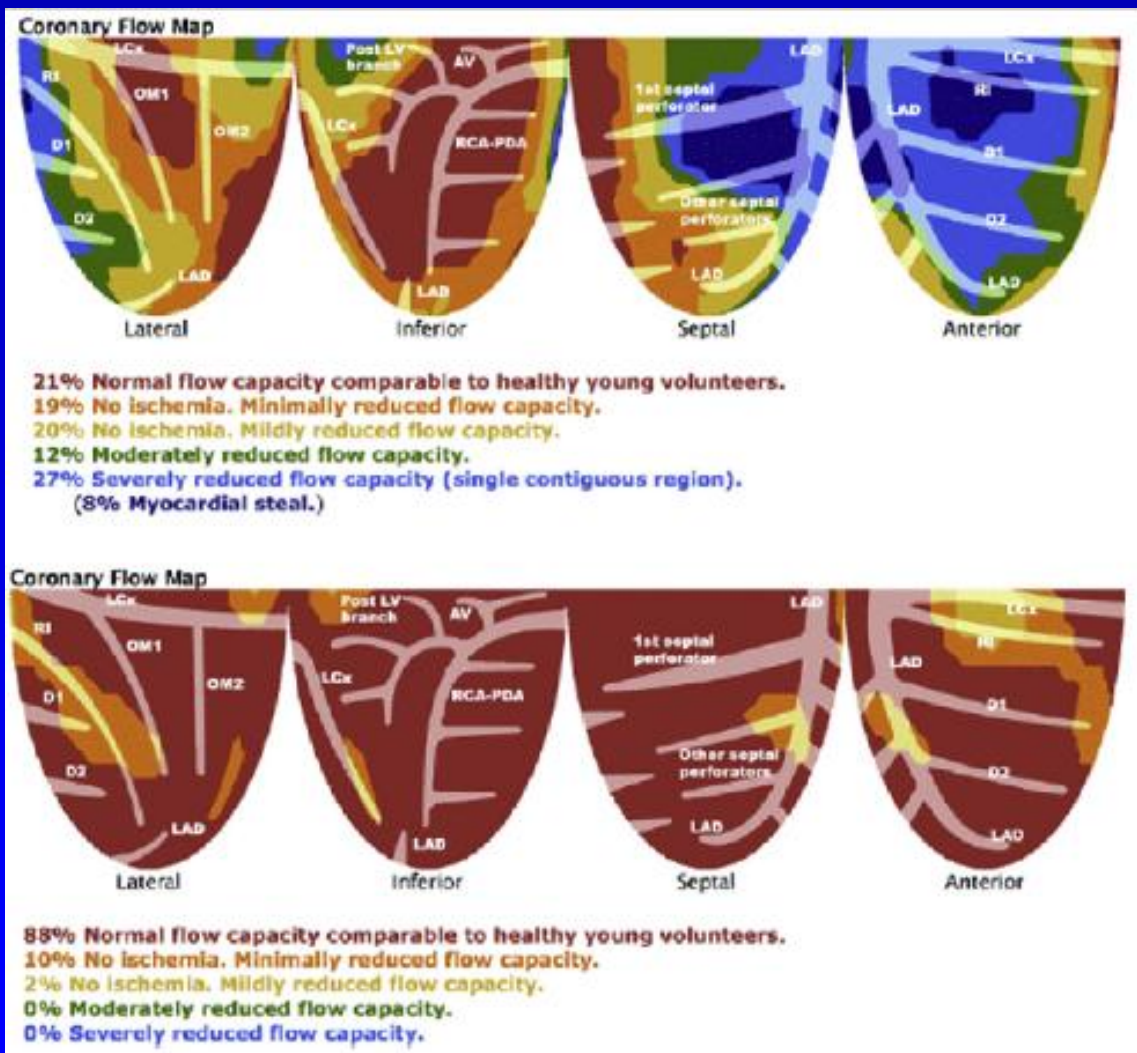 Coronary Flow Map
LCx
RI
OM1
OM2
D1
D2
LAD
Post LV
branch
AV
LCx
RCA-PDA
LAD
LAD
1st septal
perforator
Other septal
perforators
LAD
LCx
RI
LAD
D1
D2
LAD
Lateral
Inferior
Septal
Anterior
21% Normal flow capacity comparable to healthy young volunteers.
19% No ischemia. Minimally reduced flow capacity.
20% No ischemia. Mildly reduced flow capacity.
12% Moderately reduced flow capacity.
27% Severely reduced flow capacity (single contiguous region).
(8% Myocardial steal.)
Coronary Flow Map
LCx
RI
OM1
OM2
D1
D2
LAD
Post LV
branch
AV
LCx
RCA-PDA
LAD
LAD
1st septal
perforator
Other septal
perforators
LAD
LCx
RI
LAD
D1
D2
LAD
Lateral
Inferior
Septal
Anterior
88% Normal flow capacity comparable to healthy young volunteers.
10% No ischemia. Minimally reduced flow capacity.
2% No ischemia. Mildly reduced flow capacity.
0% Moderately reduced flow capacity.
0% Severely reduced flow capacity.